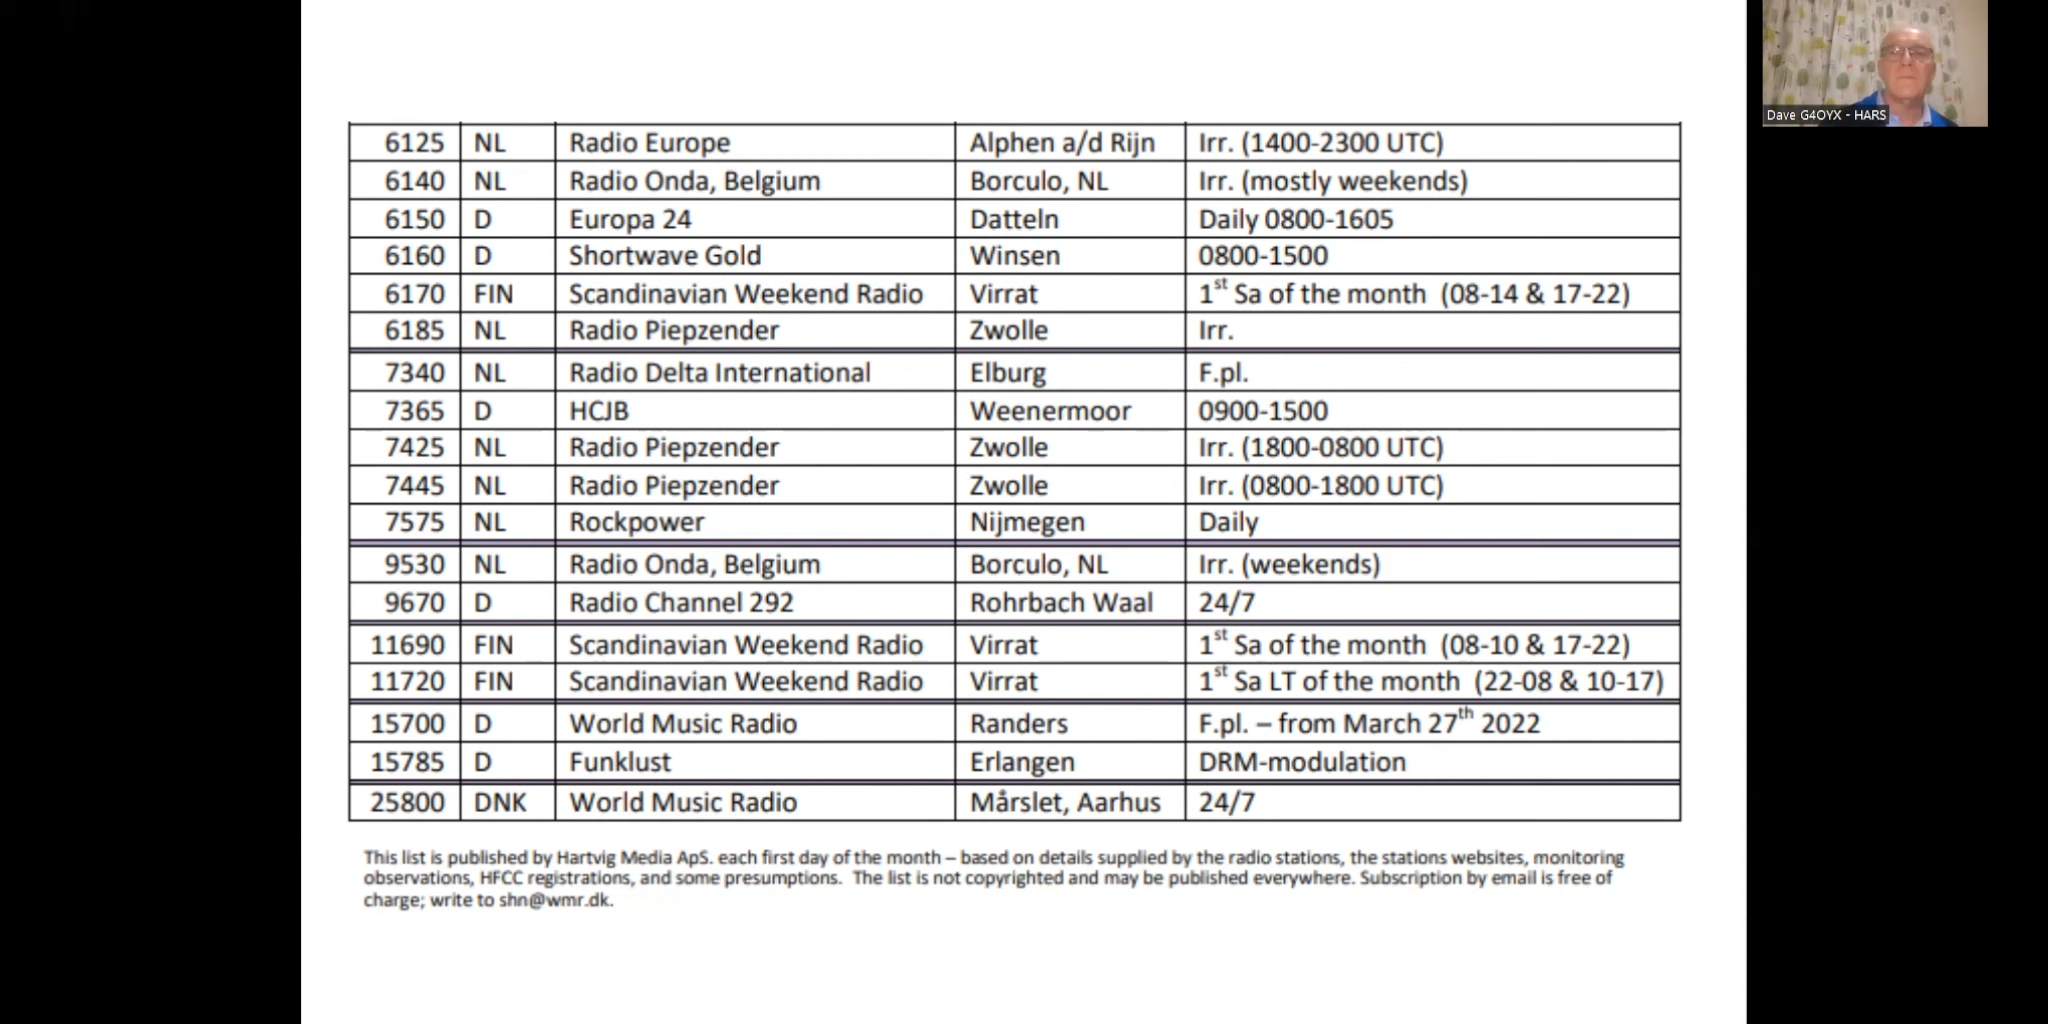 Dave G4OYX - HARS
6125 NL Radio Europe Alphen a/d Rijn Irr. (1400-2300 UTC)
6140 NL Radio Onda, Belgium Borculo, NL Irr. (mostly weekends)
6150 D Europa 24 Datteln Daily 0800-1605
6160 D Shortwave Gold Winsen 0800-1500
6170 FIN Scandinavian Weekend Radio Virrat 1st Sa of the month (08-14 & 17-22)
6185 NL Radio Piepzender Zwolle Irr.
7340 NL Radio Delta International Elburg F.pl.
7365 D HCJB Weenermoor 0900-1500
7425 NL Radio Piepzender Zwolle Irr. (1800-0800 UTC)
7445 NL Radio Piepzender Zwolle Irr. (0800-1800 UTC)
7575 NL Rockpower Nijmegen Daily
9530 NL Radio Onda, Belgium Borculo, NL Irr. (weekends)
9670 D Radio Channel 292 Rohrbach Waal 24/7
11690 FIN Scandinavian Weekend Radio Virrat 1st Sa of the month (08-10 & 17-22)
11720 FIN Scandinavian Weekend Radio Virrat 1st Sa LT of the month (22-08 & 10-17)
15700 D World Music Radio Randers F.pl. – from March 27th 2022
15785 D Funklust Erlangen DRM-modulation
25800 DNK World Music Radio Mårslet, Aarhus 24/7
This list is published by Hartvig Media ApS. each first day of the month – based on details supplied by the radio stations, the stations websites, monitoring
observations, HFCC registrations, and some presumptions. The list is not copyrighted and may be published everywhere. Subscription by email is free of
charge; write to shn@wmr.dk.